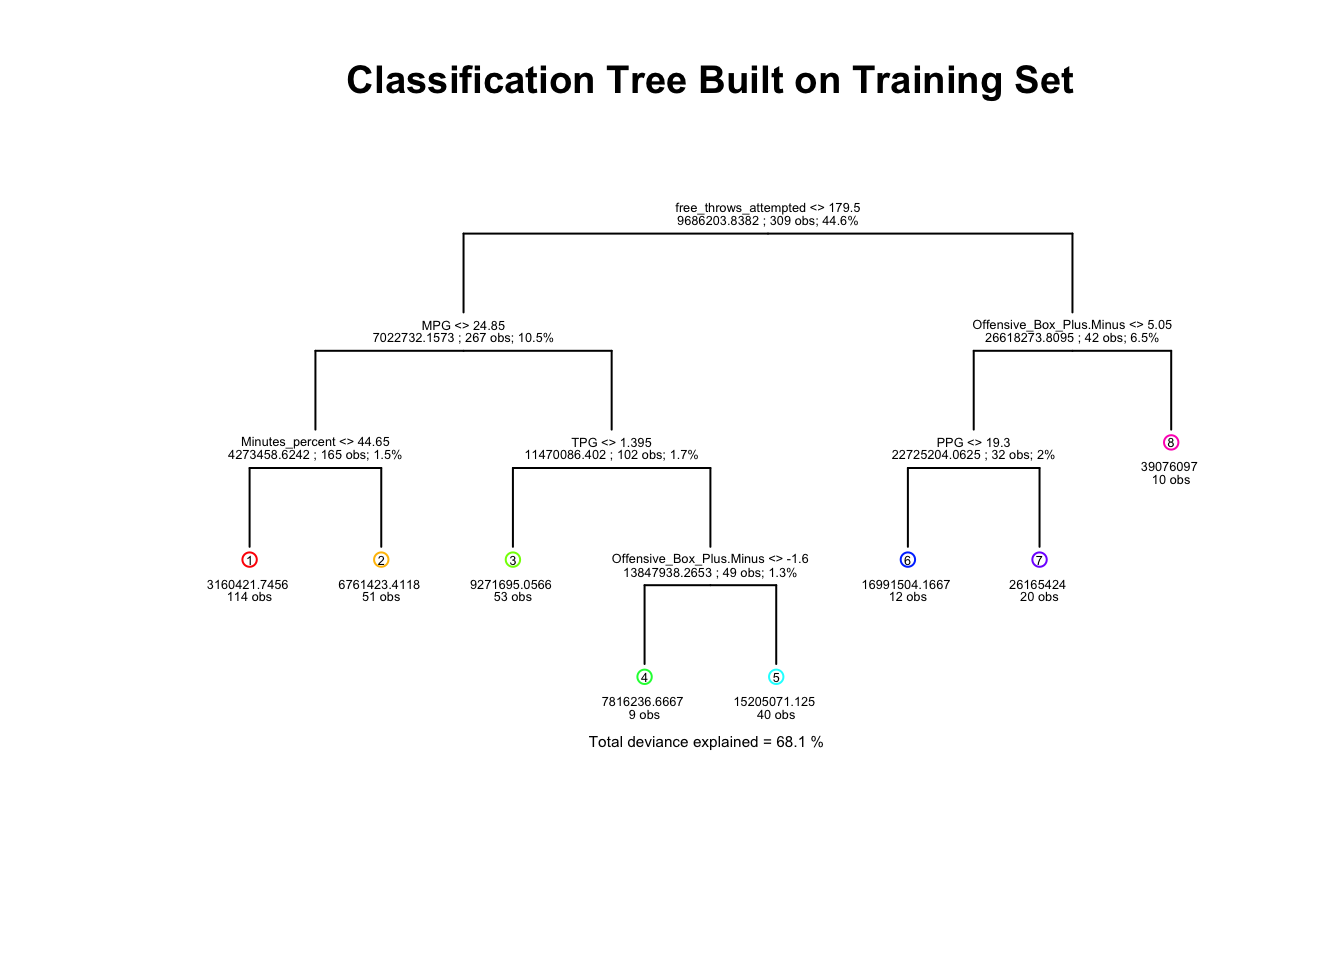 Classification Tree Built on Training Set
free_throws_attempted <> 179.5
9686203.8382 ; 309 obs; 44.6%
MPG <> 24.85
7022732.1573 ; 267 obs; 10.5%
Offensive_Box_Plus.Minus <> 5.05
26618273.8095 ; 42 obs; 6.5%
Minutes_percent <> 44.65
4273458.6242 ; 165 obs; 1.5%
TPG <> 1.395
11470086.402 ; 102 obs; 1.7%
PPG <> 19.3
22725204.0625 ; 32 obs; 2%
8
39076097
10 obs
1
3160421.7456
114 obs
2
6761423.4118
51 obs
3
9271695.0566
53 obs
Offensive_Box_Plus.Minus <> -1.6
13847938.2653 ; 49 obs; 1.3%
6
16991504.1667
12 obs
7
26165424
20 obs
4
7816236.6667
9 obs
5
15205071.125
40 obs
Total deviance explained = 68.1 %